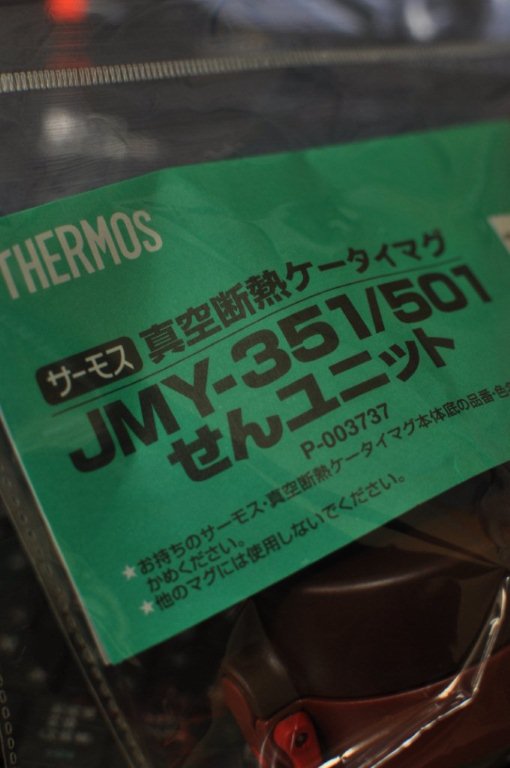 THERMOS
サーモス 真空断熱ケータイマグ
JMY-351/501
せんユニット
P-003737
★お持ちのサーモス・真空断熱ケータイマグ本体底の品番・色
かめください。
★他のマグには使用しないでください。